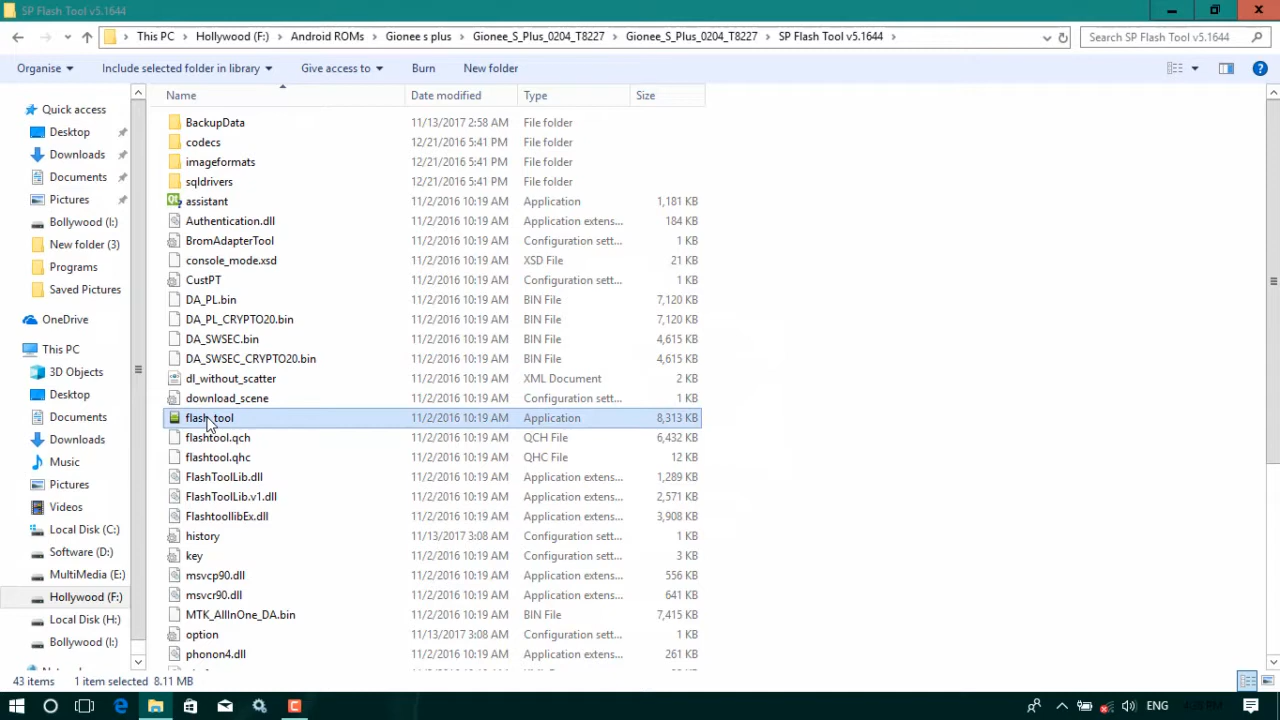 SP Flash Tool v5.1644
This PC > Hollywood (F:) > Android ROMs > Gionee s plus > Gionee_S_Plus_0204_T8227 > Gionee_S_Plus_0204_T8227 > SP Flash Tool v5.1644 >
Search SP Flash Tool v5.1644
Organise Include selected folder in library Give access to Burn New folder
Name Date modified Type Size
Quick access
Desktop
Downloads
Documents
Pictures
Bollywood (I:)
New folder (3)
Programs
Saved Pictures
OneDrive
This PC
3D Objects
Desktop
Documents
Downloads
Music
Pictures
Videos
Local Disk (C:)
Software (D:)
MultiMedia (E:)
Hollywood (F:)
Local Disk (H:)
Bollywood (I:)
BackupData 11/13/2017 2:58 AM File folder
codecs 12/21/2016 5:41 PM File folder
imageformats 12/21/2016 5:41 PM File folder
sqldrivers 12/21/2016 5:41 PM File folder
assistant 11/2/2016 10:19 AM Application 1,181 KB
Authentication.dll 11/2/2016 10:19 AM Application extens... 184 KB
BromAdapterTool 11/2/2016 10:19 AM Configuration sett... 1 KB
console_mode.xsd 11/2/2016 10:19 AM XSD File 21 KB
CustPT 11/2/2016 10:19 AM Configuration sett... 1 KB
DA_PL.bin 11/2/2016 10:19 AM BIN File 7,120 KB
DA_PL_CRYPTO20.bin 11/2/2016 10:19 AM BIN File 7,120 KB
DA_SWSEC.bin 11/2/2016 10:19 AM BIN File 4,615 KB
DA_SWSEC_CRYPTO20.bin 11/2/2016 10:19 AM BIN File 4,615 KB
dl_without_scatter 11/2/2016 10:19 AM XML Document 2 KB
download_scene 11/2/2016 10:19 AM Configuration sett... 1 KB
flash_tool 11/2/2016 10:19 AM Application 8,313 KB
flashtool.qch 11/2/2016 10:19 AM QCH File 6,432 KB
flashtool.qhc 11/2/2016 10:19 AM QHC File 12 KB
FlashToolLib.dll 11/2/2016 10:19 AM Application extens... 1,289 KB
FlashToolLib.v1.dll 11/2/2016 10:19 AM Application extens... 2,571 KB
FlashtoollibEx.dll 11/2/2016 10:19 AM Application extens... 3,908 KB
history 11/13/2017 3:08 AM Configuration sett... 1 KB
key 11/2/2016 10:19 AM Configuration sett... 3 KB
msvcp90.dll 11/2/2016 10:19 AM Application extens... 556 KB
msvcr90.dll 11/2/2016 10:19 AM Application extens... 641 KB
MTK_AllInOne_DA.bin 11/2/2016 10:19 AM BIN File 7,415 KB
option 11/13/2017 3:08 AM Configuration sett... 1 KB
phonon4.dll 11/2/2016 10:19 AM Application extens... 261 KB
43 items 1 item selected 8.11 MB
ENG